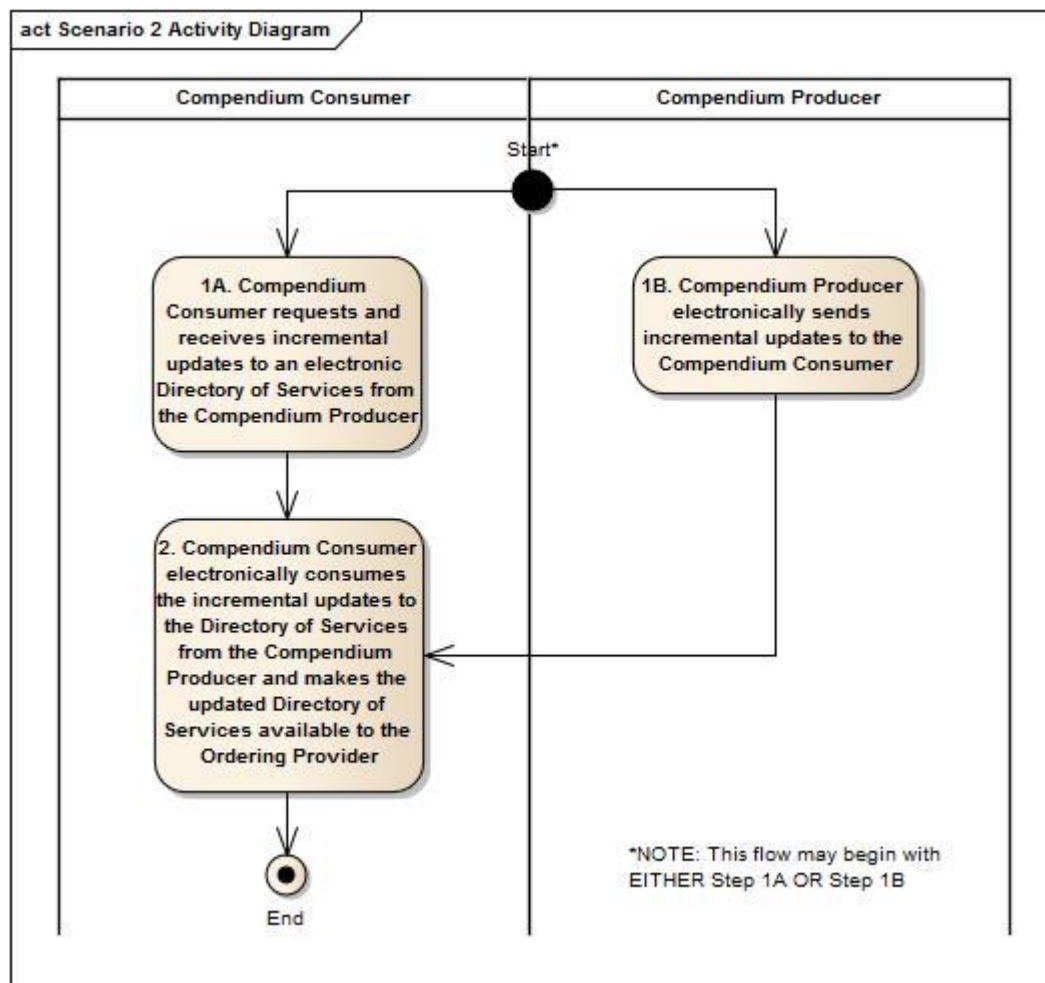 act Scenario 2 Activity Diagram
Compendium Consumer
Compendium Producer
Start*
1A. Compendium
Consumer requests and
receives incremental
updates to an electronic
Directory of Services from
the Compendium Producer
1B. Compendium Producer
electronically sends
incremental updates to the
Compendium Consumer
2. Compendium Consumer
electronically consumes
the incremental updates to
the Directory of Services
from the Compendium
Producer and makes the
updated Directory of
Services available to the
Ordering Provider
*NOTE: This flow may begin with
EITHER Step 1A OR Step 1B
End